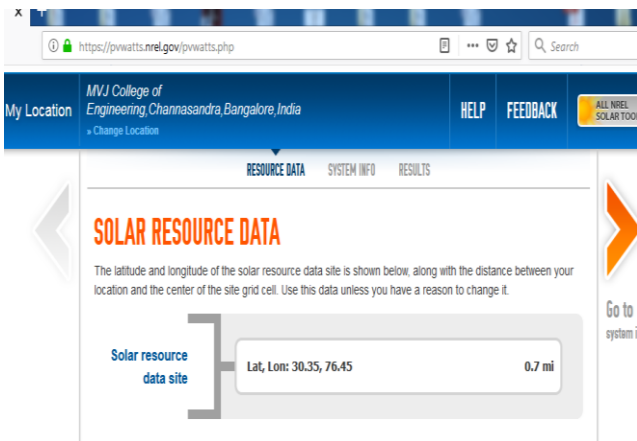 X +
https://pvwatts.nrel.gov/pvwatts.php
Search
My Location
MVJ College of
Engineering,Channasandra,Bangalore,India
» Change Location
HELP
FEEDBACK
ALL NREL
SOLAR TOOL
RESOURCE DATA SYSTEM INFO RESULTS
SOLAR RESOURCE DATA
The latitude and longitude of the solar resource data site is shown below, along with the distance between your
location and the center of the site grid cell. Use this data unless you have a reason to change it.
Go to
system i
Solar resource
data site
Lat, Lon: 30.35, 76.45 0.7 mi